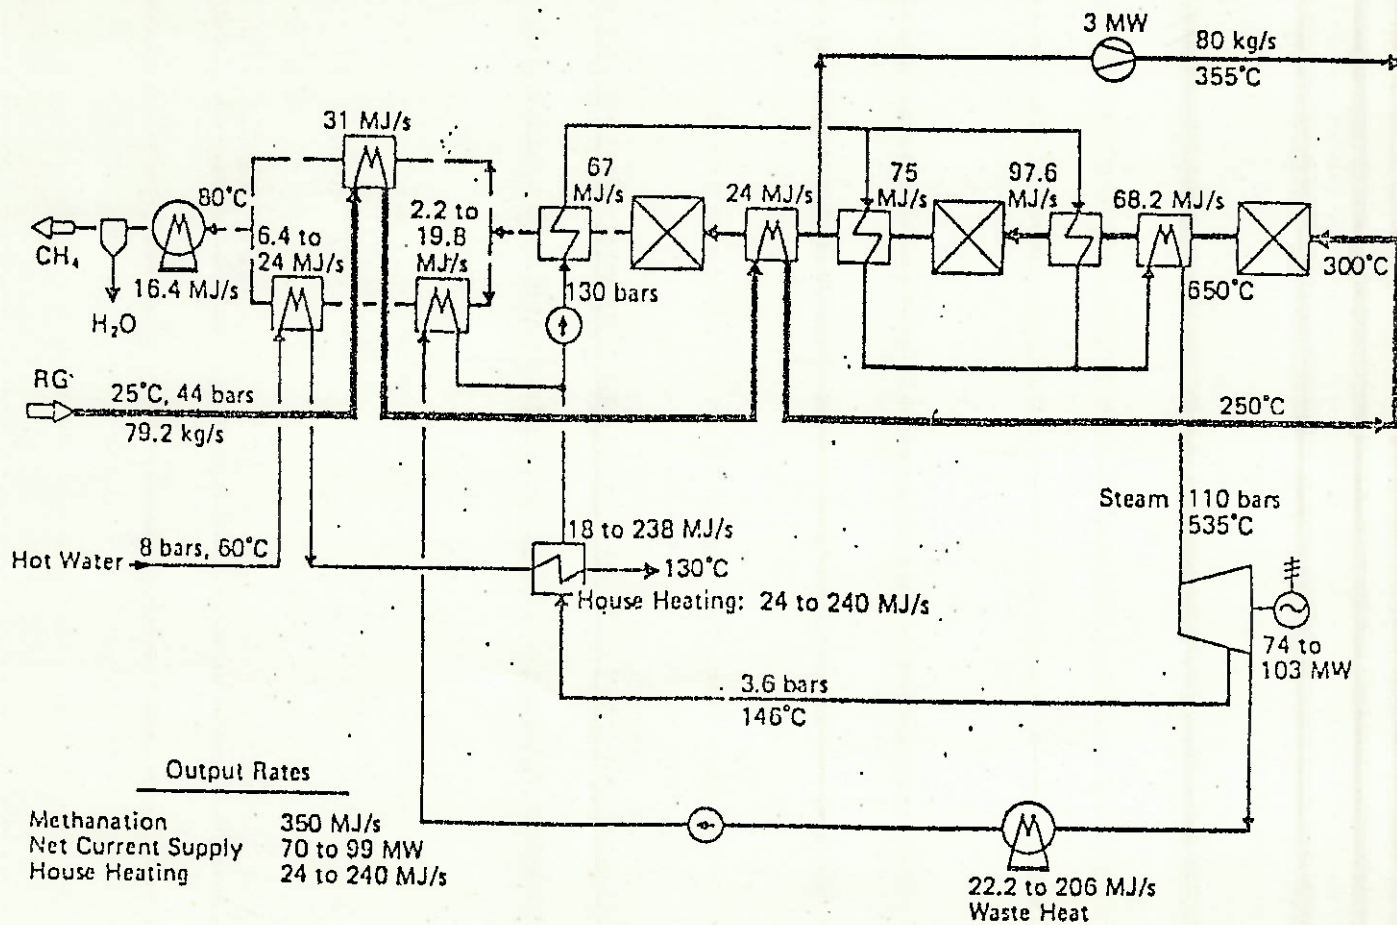 3 MW
80 kg/s
355°C
31 MJ/s
67
MJ/s
24 MJ/s
75
MJ/s
97.6
MJ/s
68.2 MJ/s
80°C
2.2 to
19.8
MJ/s
6.4 to
24 MJ/s
CH₄
16.4 MJ/s
H₂O
130 bars
650°C
300°C
RG
25°C, 44 bars
79.2 kg/s
250°C
Steam
110 bars
535°C
18 to 238 MJ/s
Hot Water
8 bars, 60°C
130°C
House Heating: 24 to 240 MJ/s
74 to
103 MW
3.6 bars
146°C
Output Rates
Methanation 350 MJ/s
Net Current Supply 70 to 99 MW
House Heating 24 to 240 MJ/s
22.2 to 206 MJ/s
Waste Heat